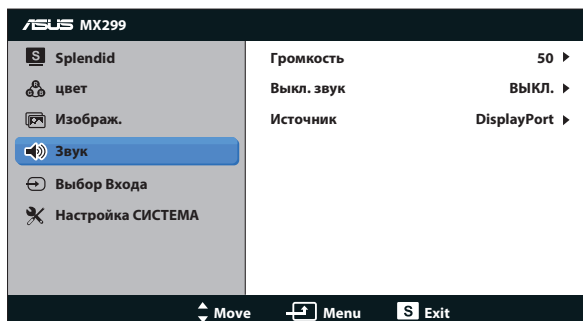 ASUS MX299
S Splendid
цвет
Изображ.
Звук
Выбор Входа
Настройка СИСТЕМА
Громкость 50
Выкл. звук ВЫКЛ.
Источник DisplayPort
Move Menu S Exit